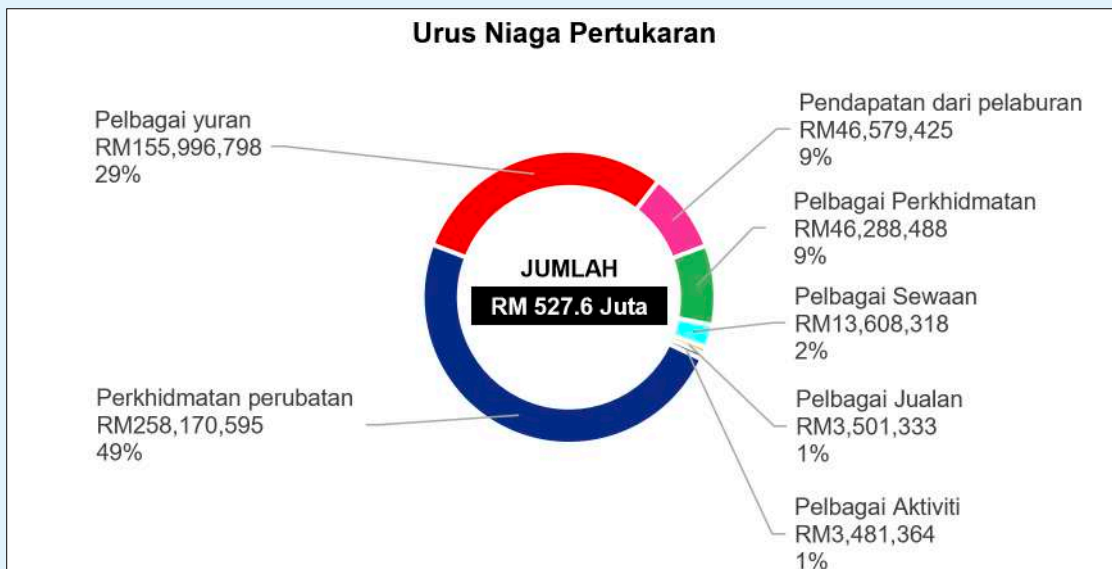 Urus Niaga Pertukaran
Pelbagai yuran
RM155,996,798
29%
Pendapatan dari pelaburan
RM46,579,425
9%
Pelbagai Perkhidmatan
RM46,288,488
9%
JUMLAH
RM 527.6 Juta
Pelbagai Sewaan
RM13,608,318
2%
Perkhidmatan perubatan
RM258,170,595
49%
Pelbagai Jualan
RM3,501,333
1%
Pelbagai Aktiviti
RM3,481,364
1%